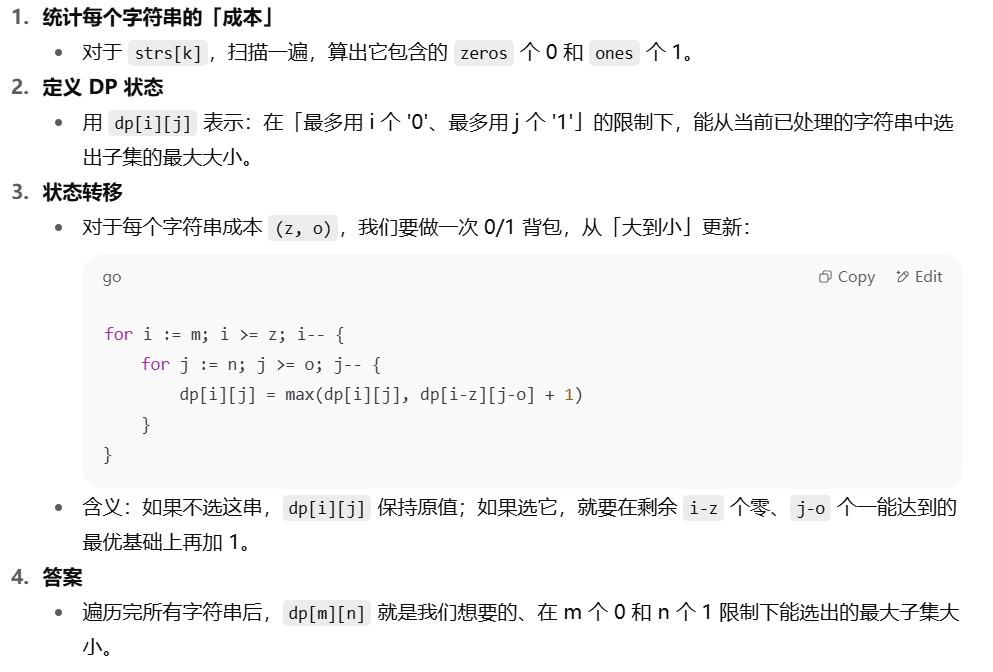 1. 统计每个字符串的「成本」
• 对于 strs[k]，扫描一遍，算出它包含的 zeros 个 0 和 ones 个 1。
2. 定义 DP 状态
• 用 dp[i][j] 表示：在「最多用 i 个 '0'、最多用 j 个 '1'」的限制下，能从当前已处理的字符串中选
出子集的最大大小。
3. 状态转移
• 对于每个字符串成本 (z, o)，我们要做一次 0/1 背包，从「大到小」更新：
go Copy Edit
for i := m; i >= z; i-- {
    for j := n; j >= o; j-- {
        dp[i][j] = max(dp[i][j], dp[i-z][j-o] + 1)
    }
}
• 含义：如果不选这串，dp[i][j] 保持原值；如果选它，就要在剩余 i-z 个零、 j-o 个一能达到的
最优基础上再加 1。
4. 答案
• 遍历完所有字符串后，dp[m][n] 就是我们想要的、在 m 个 0 和 n 个 1 限制下能选出的最大子集大
小。